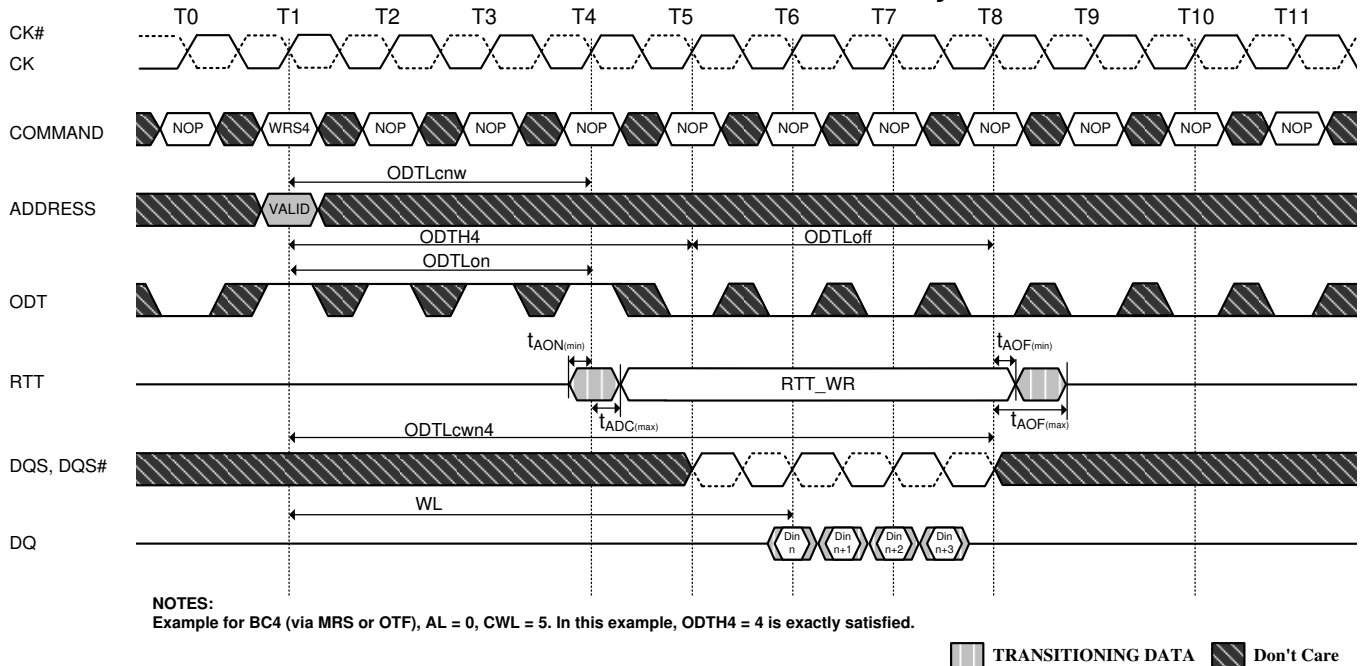 T0 T1 T2 T3 T4 T5 T6 T7 T8 T9 T10 T11
CK#
CK
COMMAND NOP WRS4 NOP NOP NOP NOP NOP NOP NOP NOP NOP NOP
ODTLcnw
ADDRESS VALID
ODTH4 ODTLoff
ODTLon
ODT
tAON(min) tAOF(min)
RTT RTT_WR
tADC(max) tAOF(max)
ODTLcwn4
DQS, DQS#
WL
DQ Din n Din n+1 Din n+2 Din n+3
NOTES:
Example for BC4 (via MRS or OTF), AL = 0, CWL = 5. In this example, ODTH4 = 4 is exactly satisfied.
TRANSITIONING DATA Don't Care